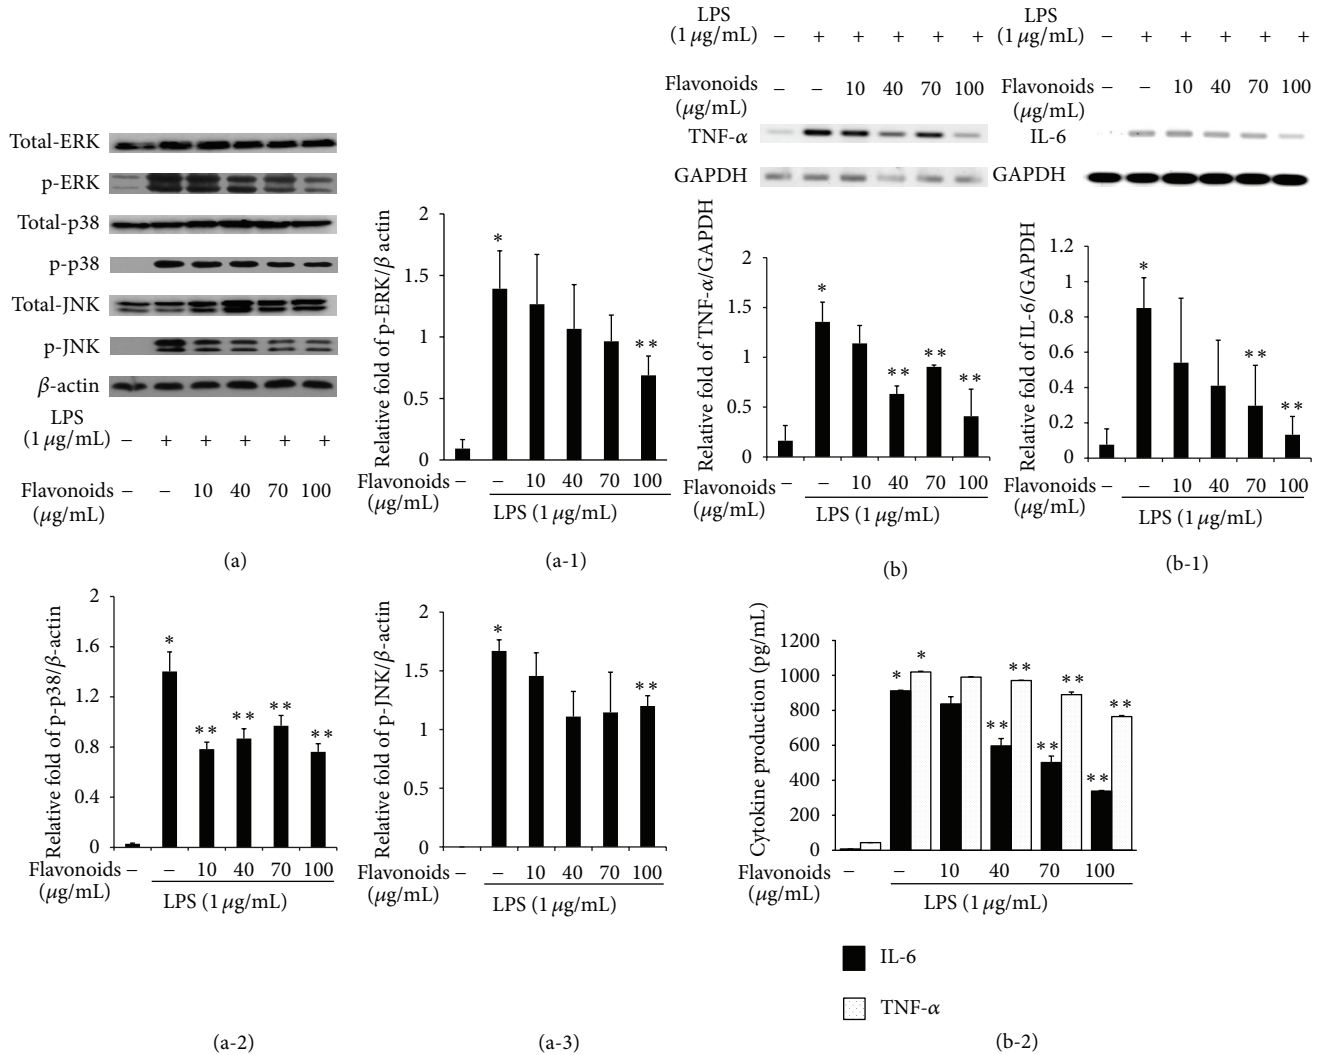 LPS
(1 μg/mL) − + + + + +
Flavonoids − − 10 40 70 100
(μg/mL)
TNF-α
GAPDH
LPS
(1 μg/mL) − + + + + +
Flavonoids − − 10 40 70 100
(μg/mL)
IL-6
GAPDH
Total-ERK
p-ERK
Total-p38
p-p38
Total-JNK
p-JNK
β-actin
LPS
(1 μg/mL) − + + + + +
Flavonoids − − 10 40 70 100
(μg/mL)
(a)
Relative fold of p-ERK/β actin
2
1.5
1
0.5
0
*
**
Flavonoids − − 10 40 70 100
(μg/mL)
LPS (1 μg/mL)
(a-1)
Relative fold of TNF-α/GAPDH
2
1.5
1
0.5
0
*
**
**
**
− − 10 40 70 100
LPS (1 μg/mL)
(b)
Relative fold of IL-6/GAPDH
1.2
1
0.8
0.6
0.4
0.2
0
*
**
**
Flavonoids − − 10 40 70 100
(μg/mL)
LPS (1 μg/mL)
(b-1)
Relative fold of p-p38/β-actin
2
1.6
1.2
0.8
0.4
0
*
**
**
**
**
Flavonoids − − 10 40 70 100
(μg/mL)
LPS (1 μg/mL)
(a-2)
Relative fold of p-JNK/β-actin
2
1.5
1
0.5
0
*
**
Flavonoids − − 10 40 70 100
(μg/mL)
LPS (1 μg/mL)
(a-3)
Cytokine production (pg/mL)
1200
1000
800
600
400
200
0
*
*
**
**
**
**
**
**
Flavonoids − − 10 40 70 100
(μg/mL)
LPS (1 μg/mL)
IL-6
TNF-α
(b-2)